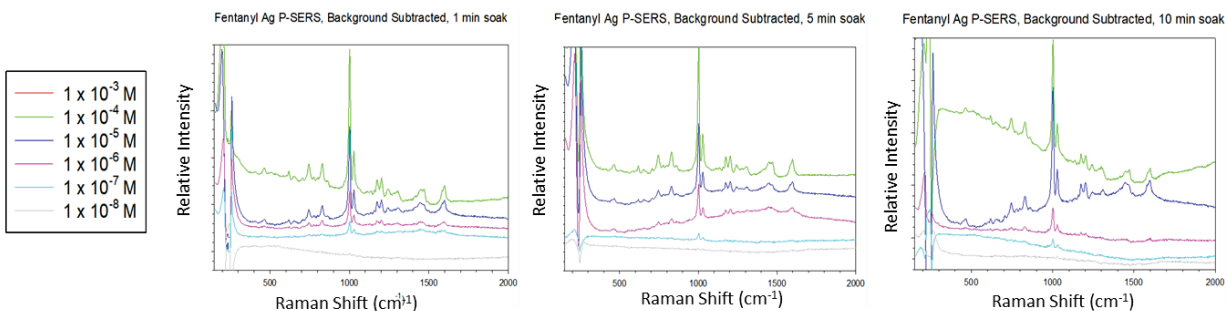 Fentanyl Ag P-SERS, Background Subtracted, 1 min soak
Fentanyl Ag P-SERS, Background Subtracted, 5 min soak
Fentanyl Ag P-SERS, Background Subtracted, 10 min soak
1 x 10⁻³ M
1 x 10⁻⁴ M
1 x 10⁻⁵ M
1 x 10⁻⁶ M
1 x 10⁻⁷ M
1 x 10⁻⁸ M
Relative Intensity
Relative Intensity
Relative Intensity
500 1000 1500 2000
500 1000 1500 2000
500 1000 1500 2000
Raman Shift (cm⁻¹)
Raman Shift (cm⁻¹)
Raman Shift (cm⁻¹)